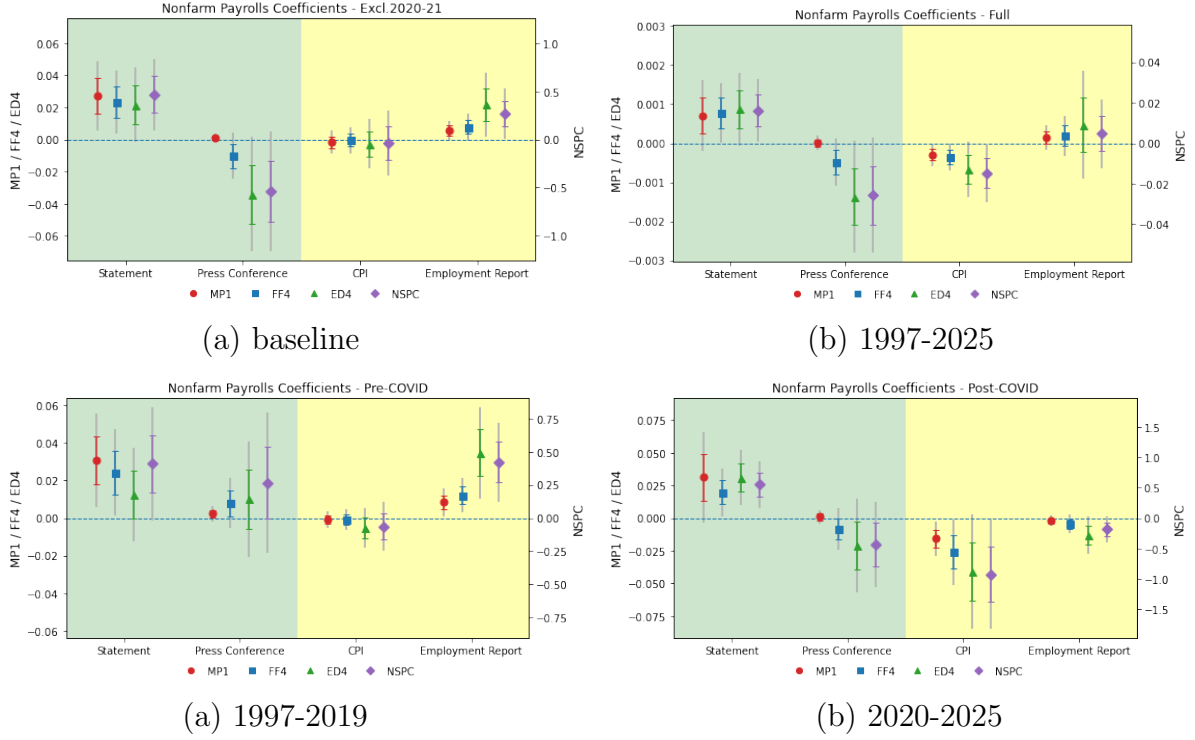 Nonfarm Payrolls Coefficients - Excl.2020-21
MP1 / FF4 / ED4
0.06
0.04
0.02
0.00
−0.02
−0.04
−0.06
1.0
0.5
0.0
−0.5
−1.0
NSPC
Statement Press Conference CPI Employment Report
MP1 FF4 ED4 NSPC
(a) baseline
Nonfarm Payrolls Coefficients - Full
MP1 / FF4 / ED4
0.003
0.002
0.001
0.000
−0.001
−0.002
−0.003
0.04
0.02
0.00
−0.02
−0.04
NSPC
Statement Press Conference CPI Employment Report
MP1 FF4 ED4 NSPC
(b) 1997-2025
Nonfarm Payrolls Coefficients - Pre-COVID
MP1 / FF4 / ED4
0.06
0.04
0.02
0.00
−0.02
−0.04
−0.06
0.75
0.50
0.25
0.00
−0.25
−0.50
−0.75
NSPC
Statement Press Conference CPI Employment Report
MP1 FF4 ED4 NSPC
(a) 1997-2019
Nonfarm Payrolls Coefficients - Post-COVID
MP1 / FF4 / ED4
0.075
0.050
0.025
0.000
−0.025
−0.050
−0.075
1.5
1.0
0.5
0.0
−0.5
−1.0
−1.5
NSPC
Statement Press Conference CPI Employment Report
MP1 FF4 ED4 NSPC
(b) 2020-2025